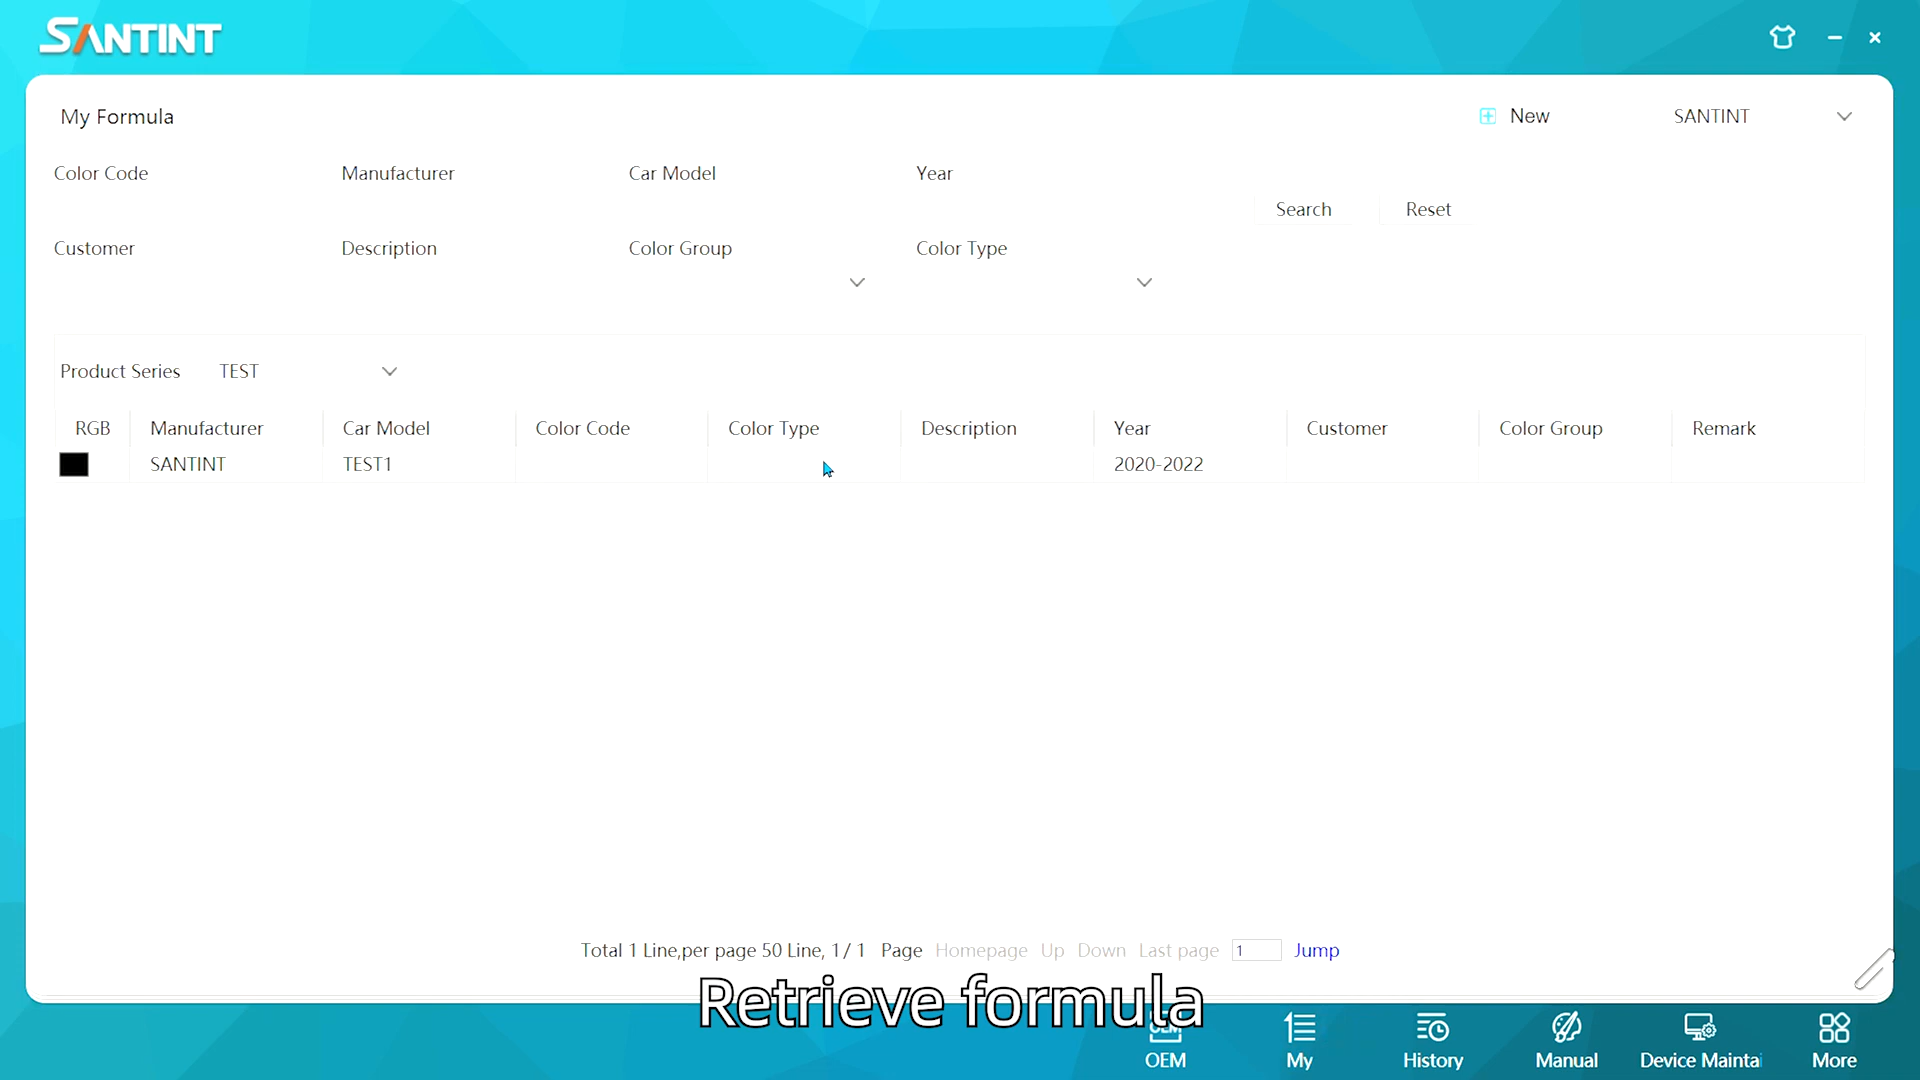 SANTINT
My Formula
New
SANTINT
Color Code
Manufacturer
Car Model
Year
Search
Reset
Customer
Description
Color Group
Color Type
Product Series
TEST
RGB
Manufacturer
Car Model
Color Code
Color Type
Description
Year
Customer
Color Group
Remark
SANTINT
TEST1
2020-2022
Total 1 Line,per page 50 Line, 1 / 1 Page Homepage Up Down Last page 1 Jump
Retrieve formula
OEM
OEM
My
History
Manual
Device Maintai
More